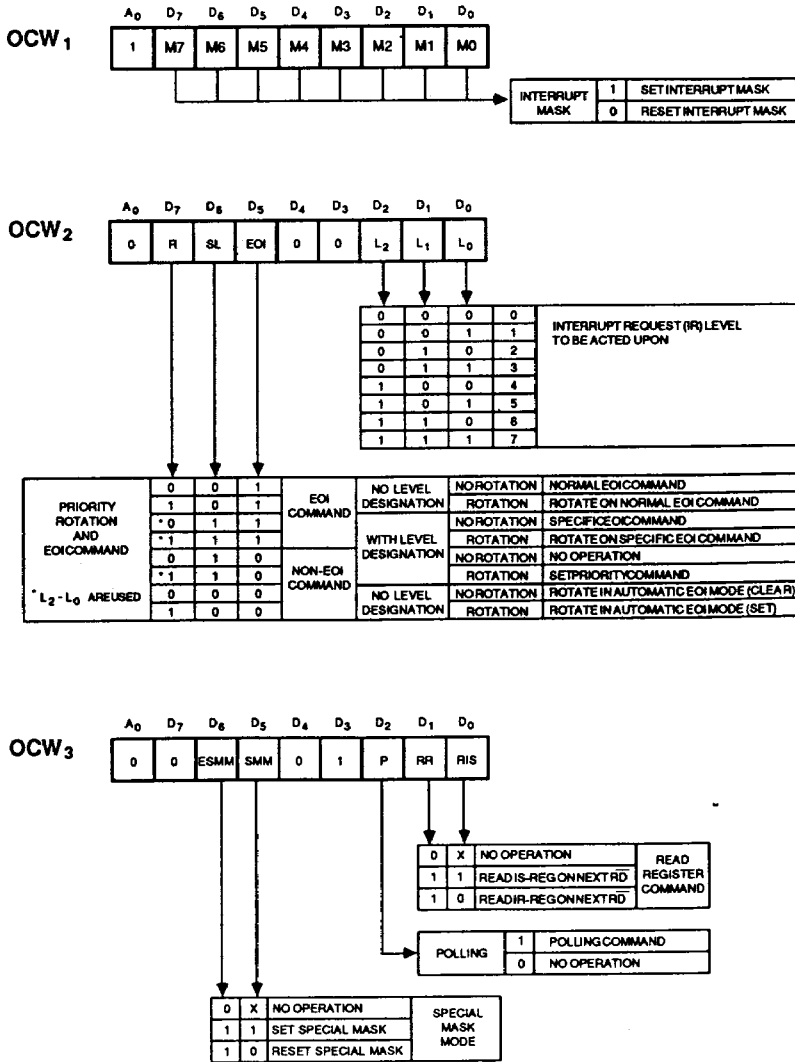 OCW1
A0 D7 D6 D5 D4 D3 D2 D1 D0
1 M7 M6 M5 M4 M3 M2 M1 M0
INTERRUPT MASK
1 SET INTERRUPT MASK
0 RESET INTERRUPT MASK
OCW2
A0 D7 D6 D5 D4 D3 D2 D1 D0
0 R SL EOI 0 0 L2 L1 L0
0 0 0 0
0 0 1 1
0 1 0 2
0 1 1 3
1 0 0 4
1 0 1 5
1 1 0 6
1 1 1 7
INTERRUPT REQUEST (IR) LEVEL
TO BE ACTED UPON
PRIORITY
ROTATION
AND
EOI COMMAND
* L2 - L0 ARE USED
0 0 1
1 0 1
* 0 1 1
* 1 1 1
0 1 0
* 1 1 0
0 0 0
1 0 0
EOI
COMMAND
NON-EOI
COMMAND
NO LEVEL
DESIGNATION
WITH LEVEL
DESIGNATION
NO LEVEL
DESIGNATION
NO ROTATION NORMAL EOI COMMAND
ROTATION ROTATE ON NORMAL EOI COMMAND
NO ROTATION SPECIFIC EOI COMMAND
ROTATION ROTATE ON SPECIFIC EOI COMMAND
NO ROTATION NO OPERATION
ROTATION SET PRIORITY COMMAND
NO ROTATION ROTATE IN AUTOMATIC EOI MODE (CLEAR)
ROTATION ROTATE IN AUTOMATIC EOI MODE (SET)
OCW3
A0 D7 D6 D5 D4 D3 D2 D1 D0
0 0 ESMM SMM 0 1 P RR RIS
0 X NO OPERATION
1 1 READ IS-REG ON NEXT RD
1 0 READ IR-REG ON NEXT RD
READ
REGISTER
COMMAND
POLLING
1 POLLING COMMAND
0 NO OPERATION
0 X NO OPERATION
1 1 SET SPECIAL MASK
1 0 RESET SPECIAL MASK
SPECIAL
MASK
MODE